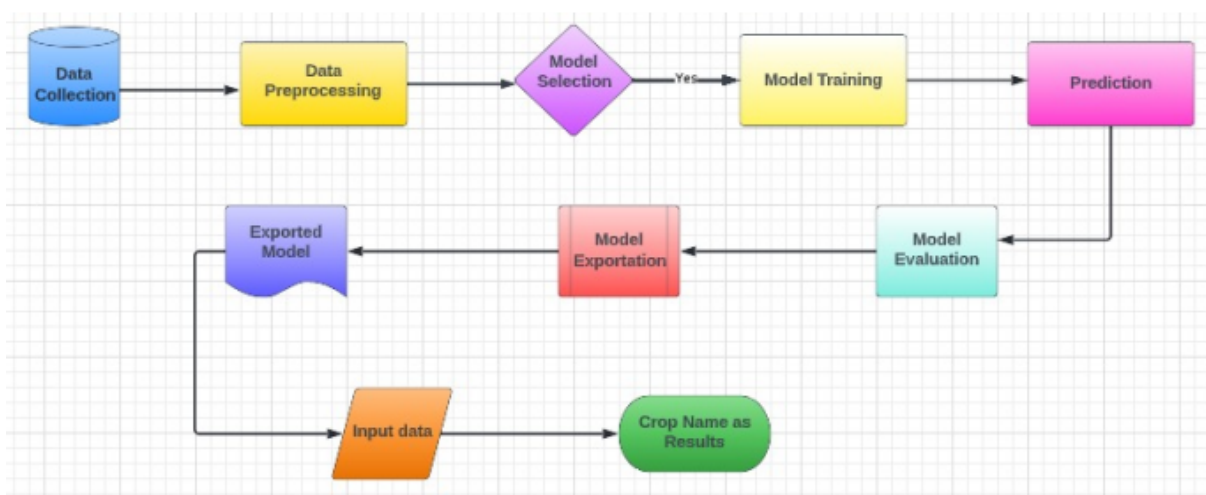 Data
Collection
Data
Preprocessing
Model
Selection
Yes
Model Training
Prediction
Exported
Model
Model
Exportation
Model
Evaluation
Input data
Crop Name as
Results